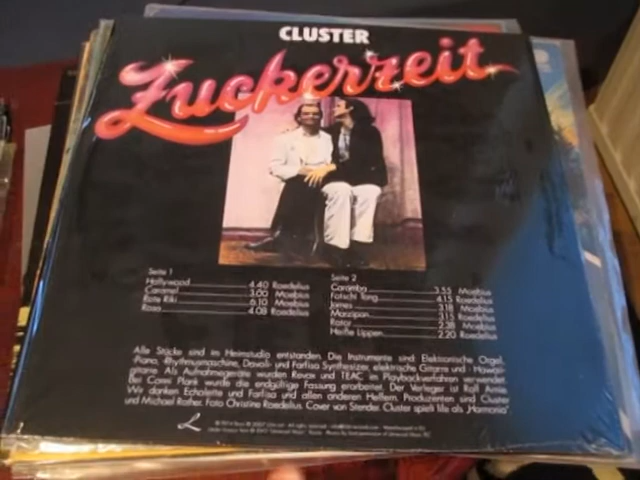 CLUSTER
Zuckerzeit
Seite 1
Hollywood 4.40 Roedelius
Caramel 3.00 Moebius
Rote Riki 6.10 Moebius
Rosa 4.08 Roedelius
Seite 2
Caramba 3.55 Moebius
Fotschi Tong 4.15 Roedelius
James 3.18 Moebius
Marzipan 3.15 Roedelius
Rotor 2.38 Moebius
Heiße Lippen 2.20 Roedelius
Alle Stücke sind im Heimstudio entstanden. Die Instrumente sind: Elektronische Orgel,
-Piano, -Rhythmusmaschine, Davoli- und Farfisa Synthesizer, elektrische Gitarre und - Hawaii-
gitarre. Als Aufnahmegeräte wurden Revox und TEAC im Playbackverfahren verwendet.
Bei Conni Plank wurde die endgültige Fassung erarbeitet. Der Verleger ist Rolf
Wir danken Echolette und Farfisa und allen anderen Helfern. Produzenten sind Cluster
und Michael Rother. Foto Christine Roedelius. Cover von Stender. Cluster spielt life als „Harmonia"